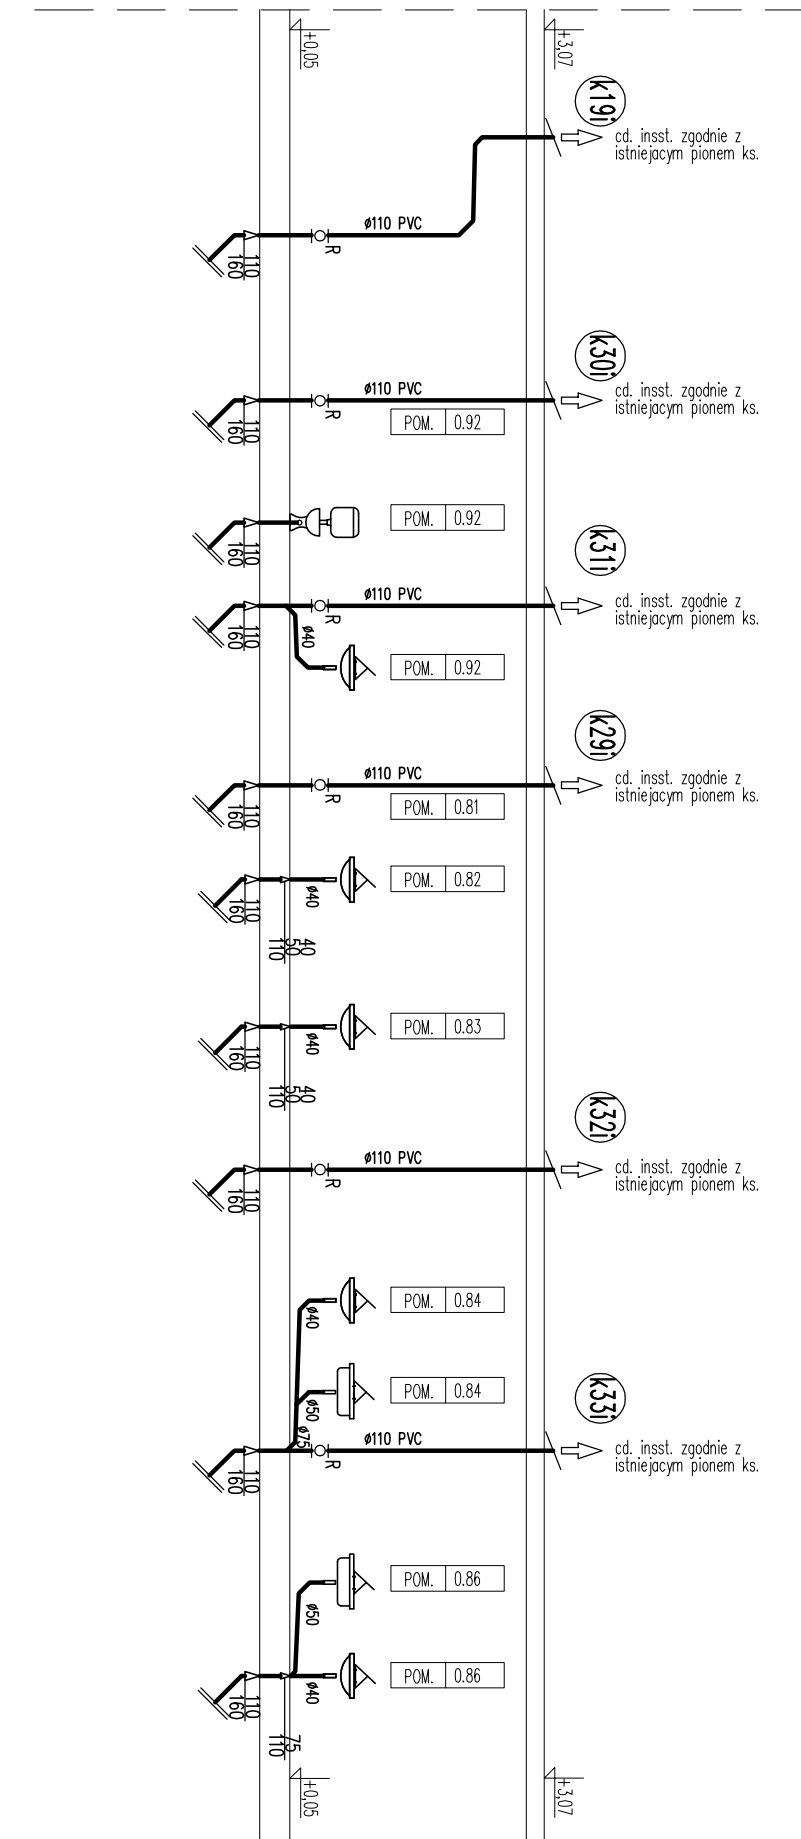 +0,05
+3,07
k19i
cd. insst. zgodnie z
istniejacym pionem ks.
ø110 PVC
R
110
160
k30i
cd. insst. zgodnie z
istniejacym pionem ks.
ø110 PVC
R
POM. 0.92
110
160
POM. 0.92
110
160
k31i
cd. insst. zgodnie z
istniejacym pionem ks.
ø110 PVC
R
110
160
ø40
POM. 0.92
k29i
cd. insst. zgodnie z
istniejacym pionem ks.
ø110 PVC
R
POM. 0.81
110
160
POM. 0.82
ø40
110
160
40
50
110
POM. 0.83
ø40
110
160
40
50
110
k32i
cd. insst. zgodnie z
istniejacym pionem ks.
ø110 PVC
R
110
160
POM. 0.84
ø40
POM. 0.84
ø50
k33i
ø75
ø110 PVC
cd. insst. zgodnie z
istniejacym pionem ks.
R
110
160
POM. 0.86
ø50
POM. 0.86
ø40
110
160
75
110
+0,05
+3,07